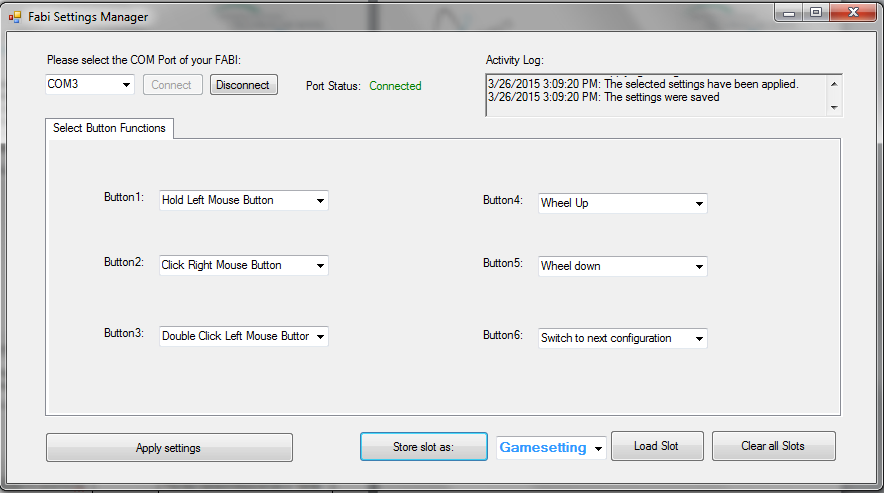 Fabi Settings Manager
Please select the COM Port of your FABI:
Activity Log:
COM3 Connect Disconnect Port Status: Connected
3/26/2015 3:09:20 PM: The selected settings have been applied.
3/26/2015 3:09:20 PM: The settings were saved
Select Button Functions
Button1: Hold Left Mouse Button
Button4: Wheel Up
Button2: Click Right Mouse Button
Button5: Wheel down
Button3: Double Click Left Mouse Button
Button6: Switch to next configuration
Apply settings
Store slot as: Gamesetting Load Slot Clear all Slots